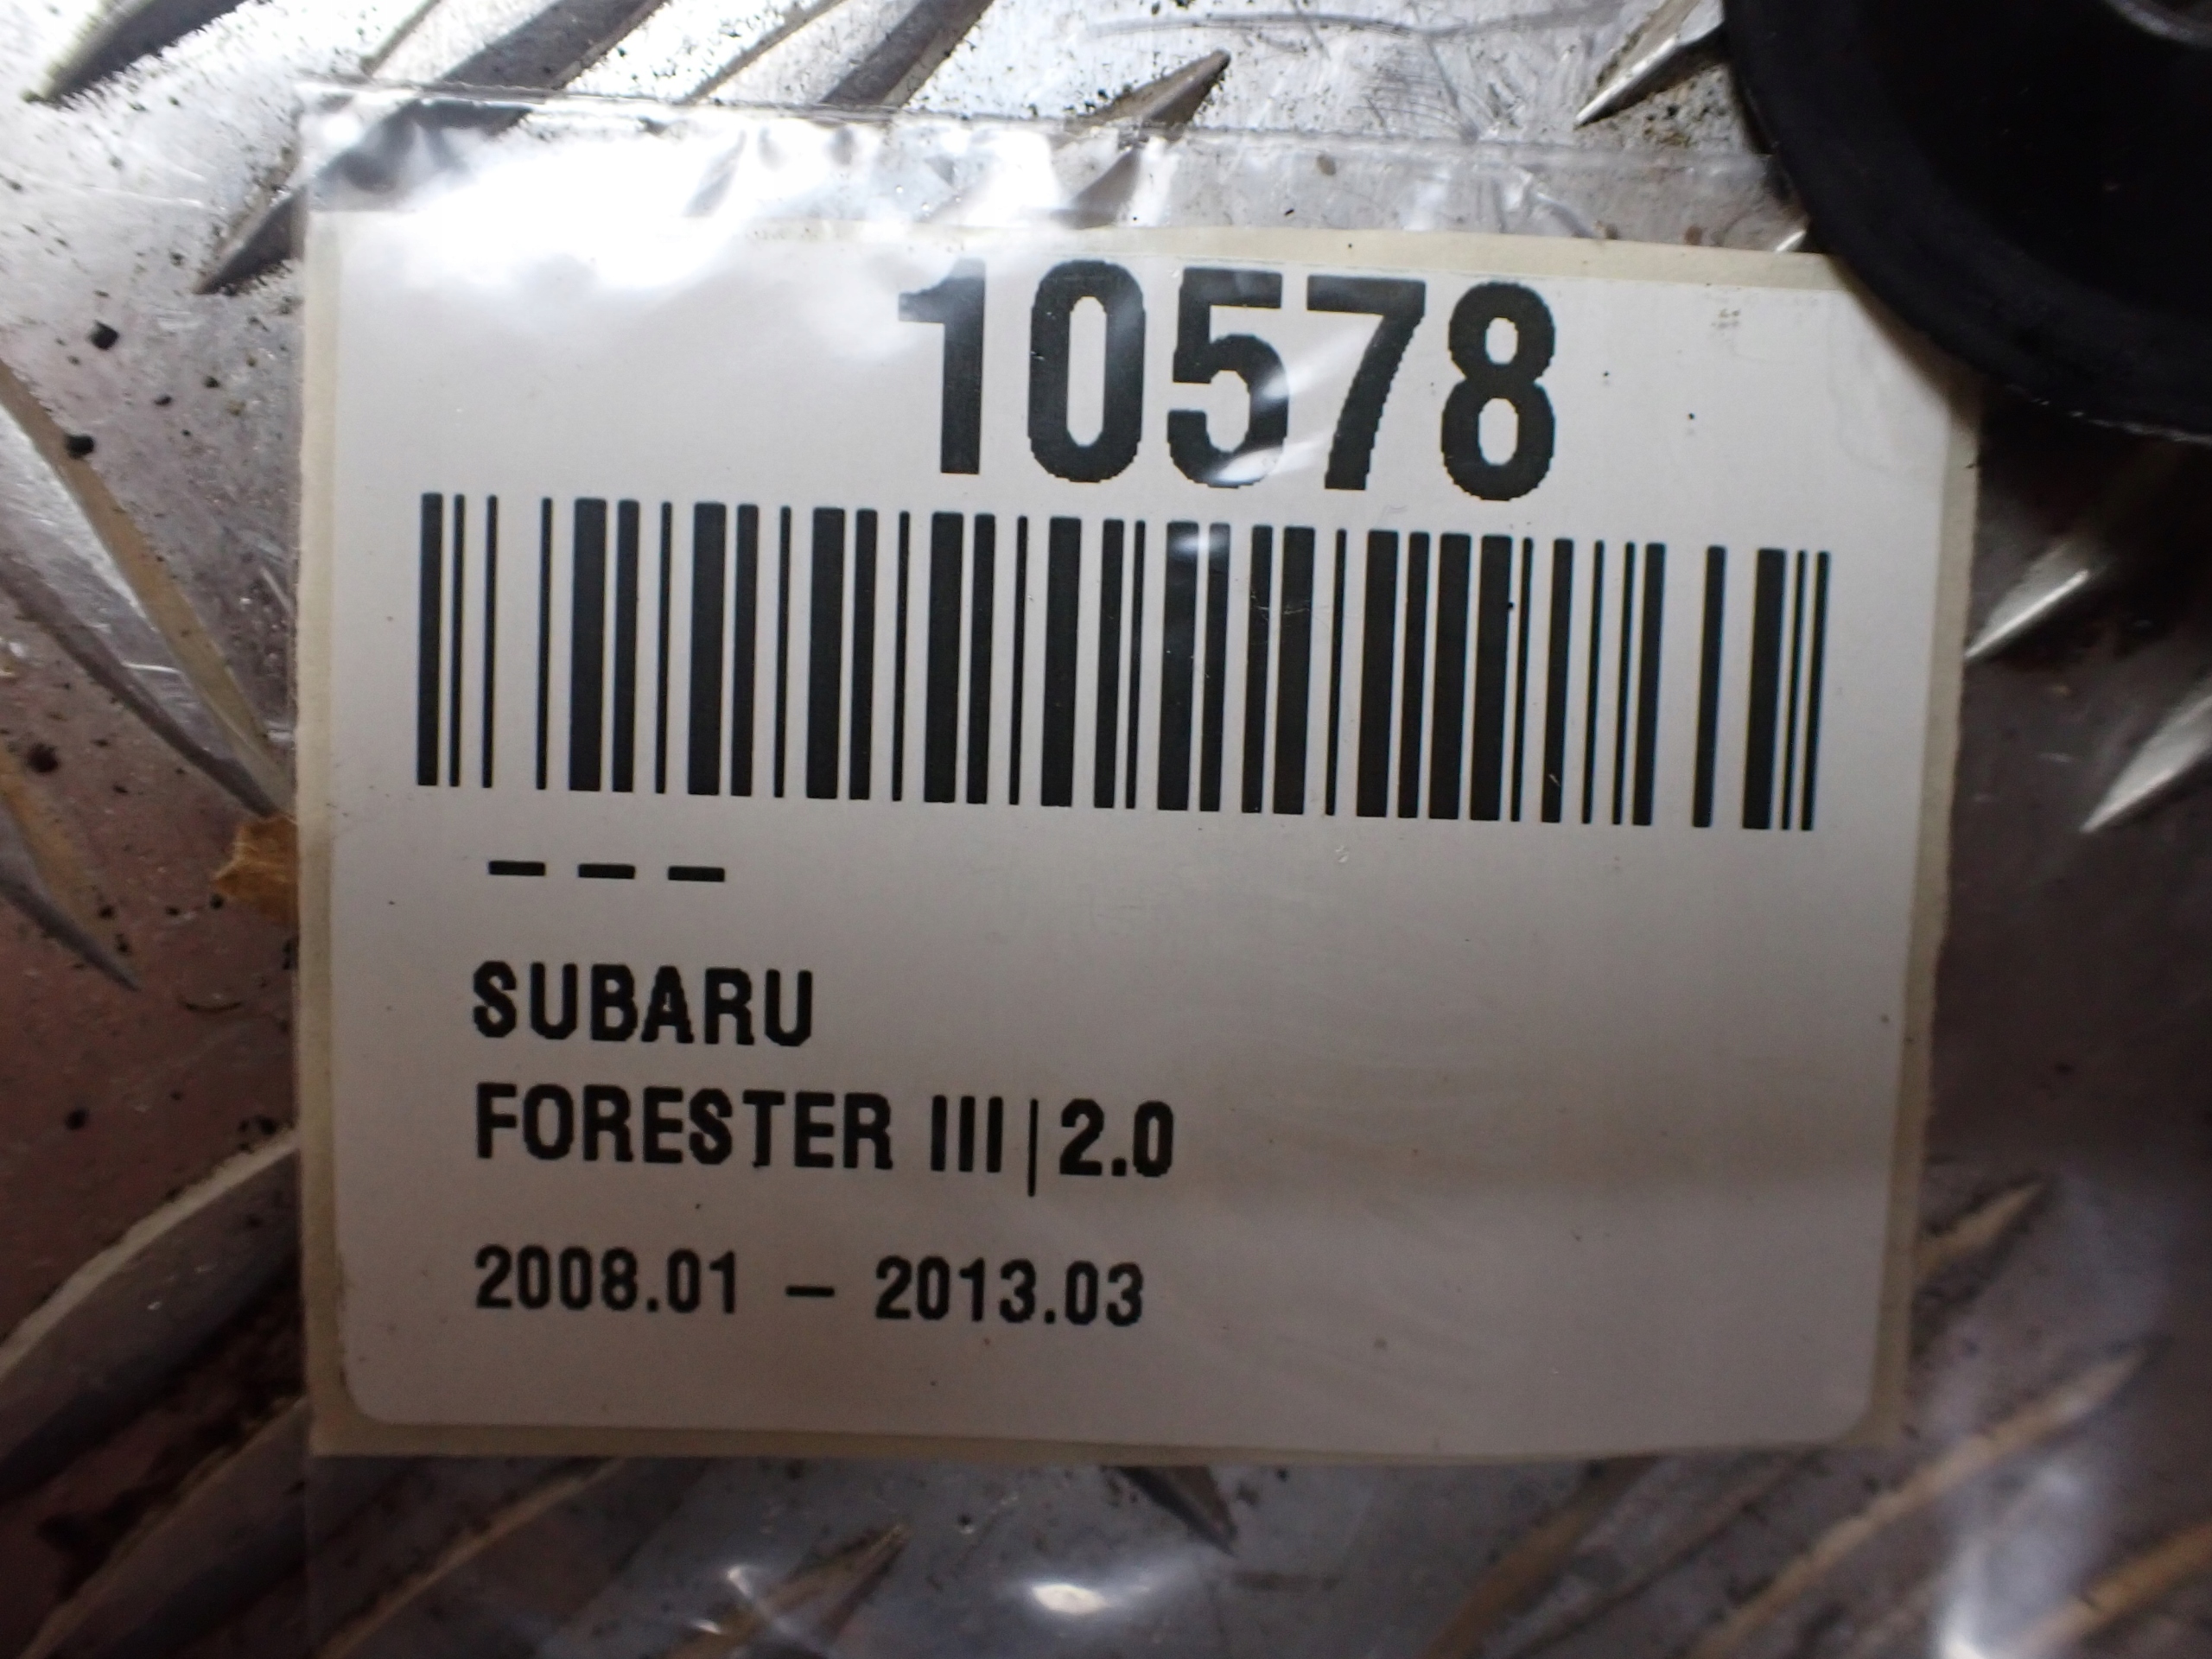 10578
– – –
SUBARU
FORESTER III|2.0
2008.01 – 2013.03